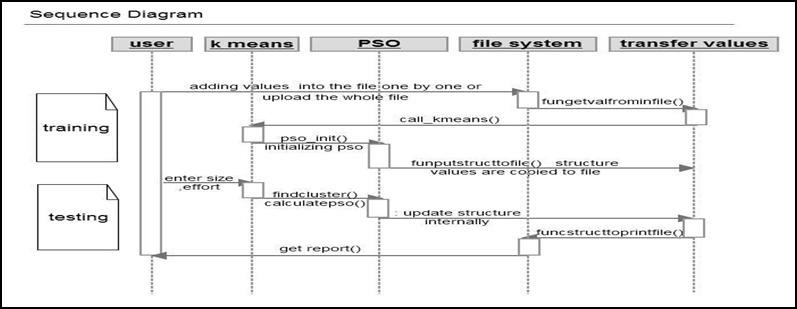 Sequence Diagram
user
k means
PSO
file system
transfer values
adding values into the file one by one or
upload the whole file
fungetvalfrominfile()
training
call_kmeans()
pso_init()
initializing pso
funputstructtofile() structure
values are copied to file
enter size
,effort
findcluster()
calculatepso()
testing
: update structure
internally
funcstructtoprintfile()
get report()